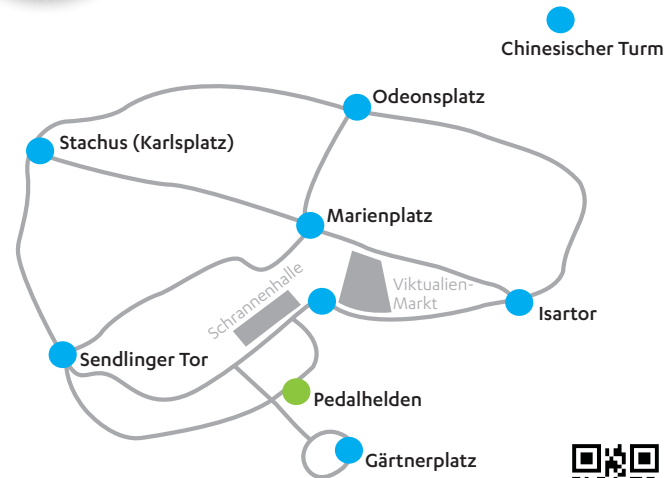 Chinesischer Turm
Odeonsplatz
Stachus (Karlsplatz)
Marienplatz
Schrannenhalle
Viktualien-
Markt
Isartor
Sendlinger Tor
Pedalhelden
Gärtnerplatz